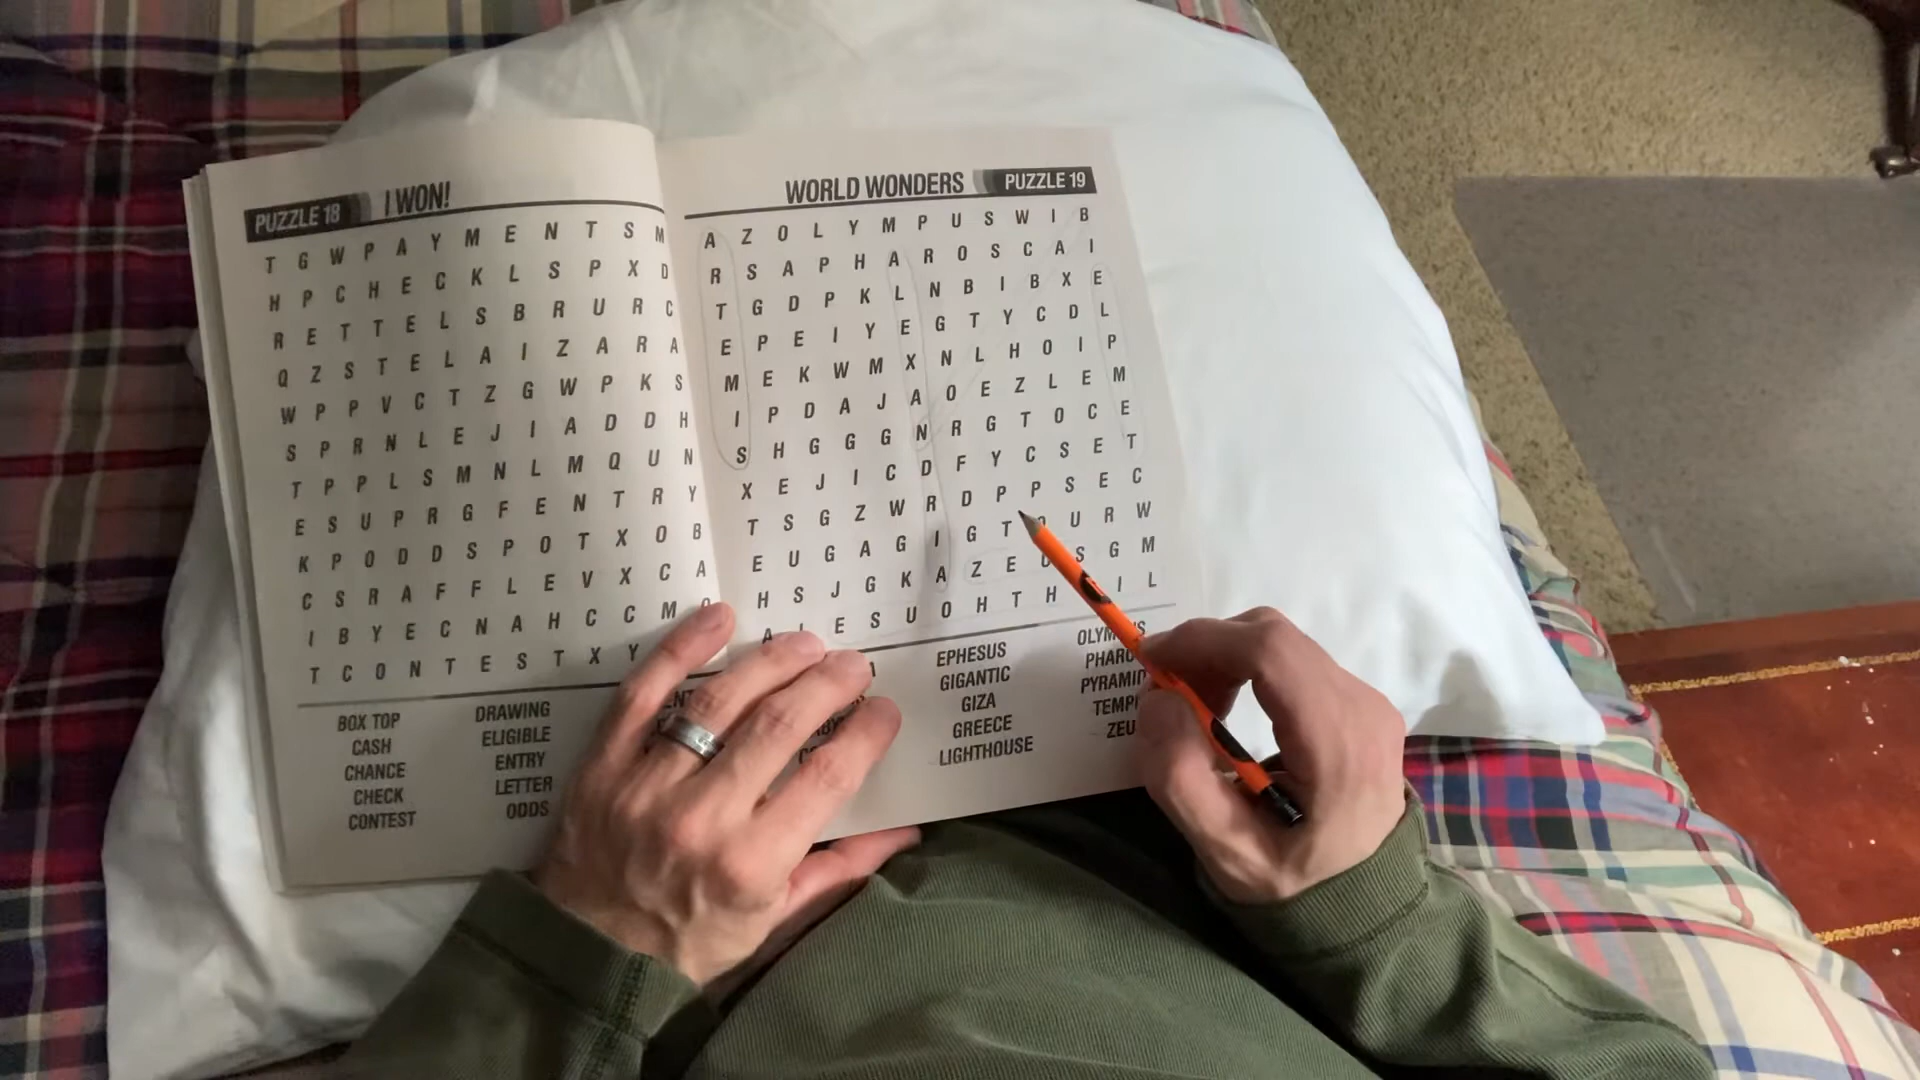 PUZZLE 18 I WON!
T G W P A Y M E N T S M
H P C H E C K L S P X D
R E T T E L S B R U R C
Q Z S T E L A I Z A R A
W P P V C T Z G W P K S
S P R N L E J I A D D H
T P P L S M N L M Q U N
E S U P R G F E N T R Y
K P O D D S P O T X O B
C S R A F F L E V X C A
I B Y E C N A H C C M
T C O N T E S T X Y
BOX TOP
CASH
CHANCE
CHECK
CONTEST
DRAWING
ELIGIBLE
ENTRY
LETTER
ODDS
WORLD WONDERS PUZZLE 19
A Z O L Y M P U S W I B
R S A P H A R O S C A I
T G D P K L N B I B X E
E P E I Y E G T Y C D L
M E K W M X N L H O I P
I P D A J A O E Z L E M
S H G G G N R G T O C E
X E J I C D F Y C S E T
T S G Z W R D P P S E C
E U G A G I G T U R W
H S J G K A Z E S G M
A E S U O H T H I L
EPHESUS
GIGANTIC
GIZA
GREECE
LIGHTHOUSE